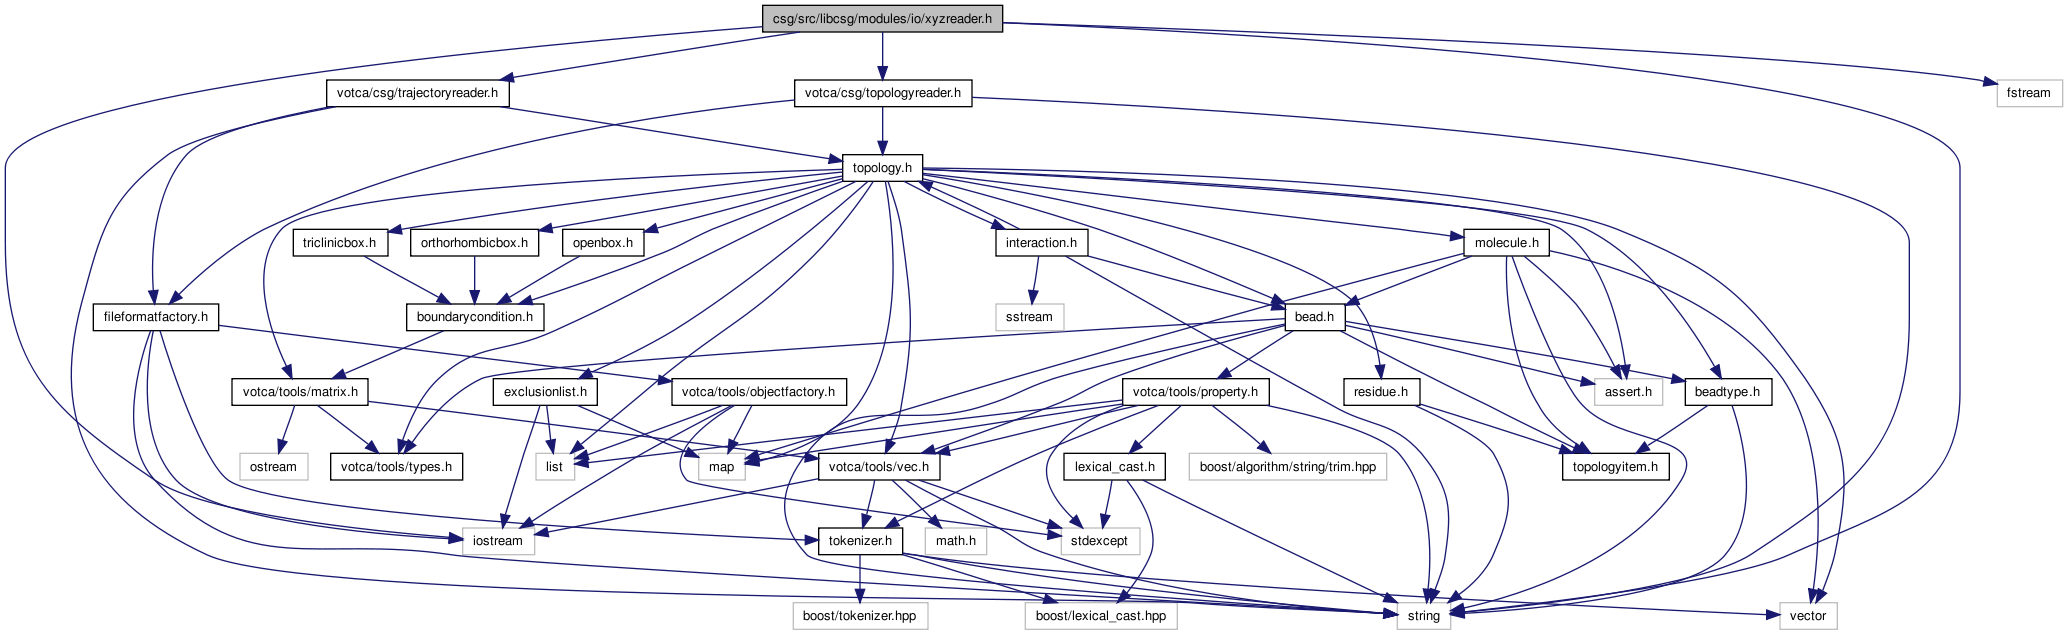 csg/src/libcsg/modules/io/xyzreader.h
votca/csg/trajectoryreader.h
votca/csg/topologyreader.h
fstream
topology.h
triclinicbox.h
orthorhombicbox.h
openbox.h
interaction.h
molecule.h
fileformatfactory.h
boundarycondition.h
sstream
bead.h
votca/tools/matrix.h
exclusionlist.h
votca/tools/objectfactory.h
votca/tools/property.h
residue.h
assert.h
beadtype.h
ostream
votca/tools/types.h
list
map
votca/tools/vec.h
lexical_cast.h
boost/algorithm/string/trim.hpp
topologyitem.h
iostream
tokenizer.h
math.h
stdexcept
boost/tokenizer.hpp
boost/lexical_cast.hpp
string
vector